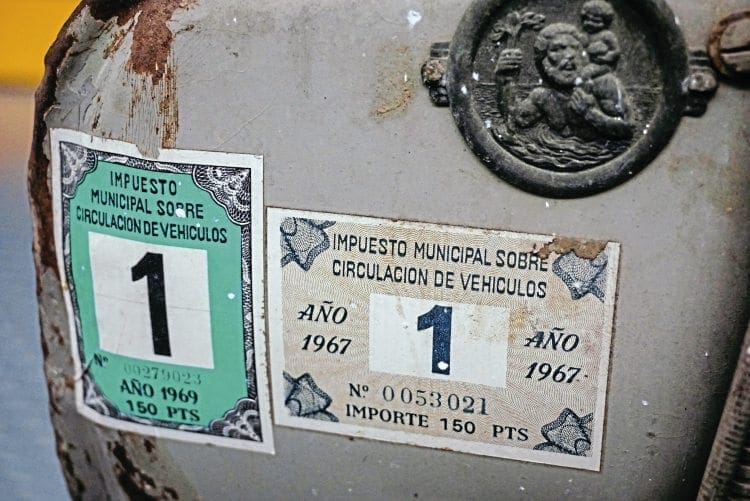 IMPUESTO
MUNICIPAL SOBRE
CIRCULACION DE VEHICULOS
1
Nº 00279023
AÑO 1969
150 PTS
IMPUESTO MUNICIPAL SOBRE
CIRCULACION DE VEHICULOS
AÑO 1967
1
AÑO 1967
Nº 0053021
IMPORTE 150 PTS